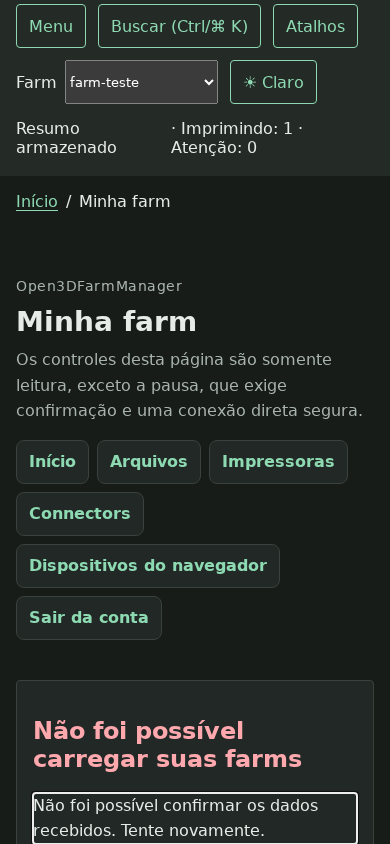 Menu
Buscar (Ctrl/⌘ K)
Atalhos
Farm
farm-teste
☀ Claro
Resumo armazenado
· Imprimindo: 1 · Atenção: 0
Início / Minha farm
Open3DFarmManager
Minha farm
Os controles desta página são somente
leitura, exceto a pausa, que exige
confirmação e uma conexão direta segura.
Início
Arquivos
Impressoras
Connectors
Dispositivos do navegador
Sair da conta
Não foi possível
carregar suas farms
Não foi possível confirmar os dados
recebidos. Tente novamente.